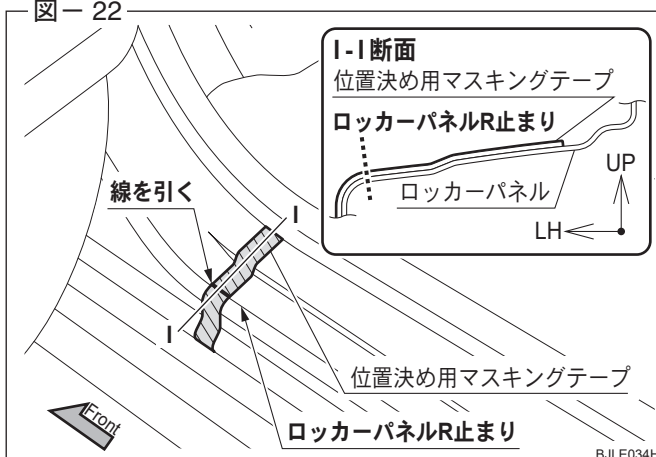 図－22
I-I断面
位置決め用マスキングテープ
ロッカーパネルR止まり
ロッカーパネル
UP
LH
線を引く
I
I
位置決め用マスキングテープ
ロッカーパネルR止まり
Front
BJLE034H